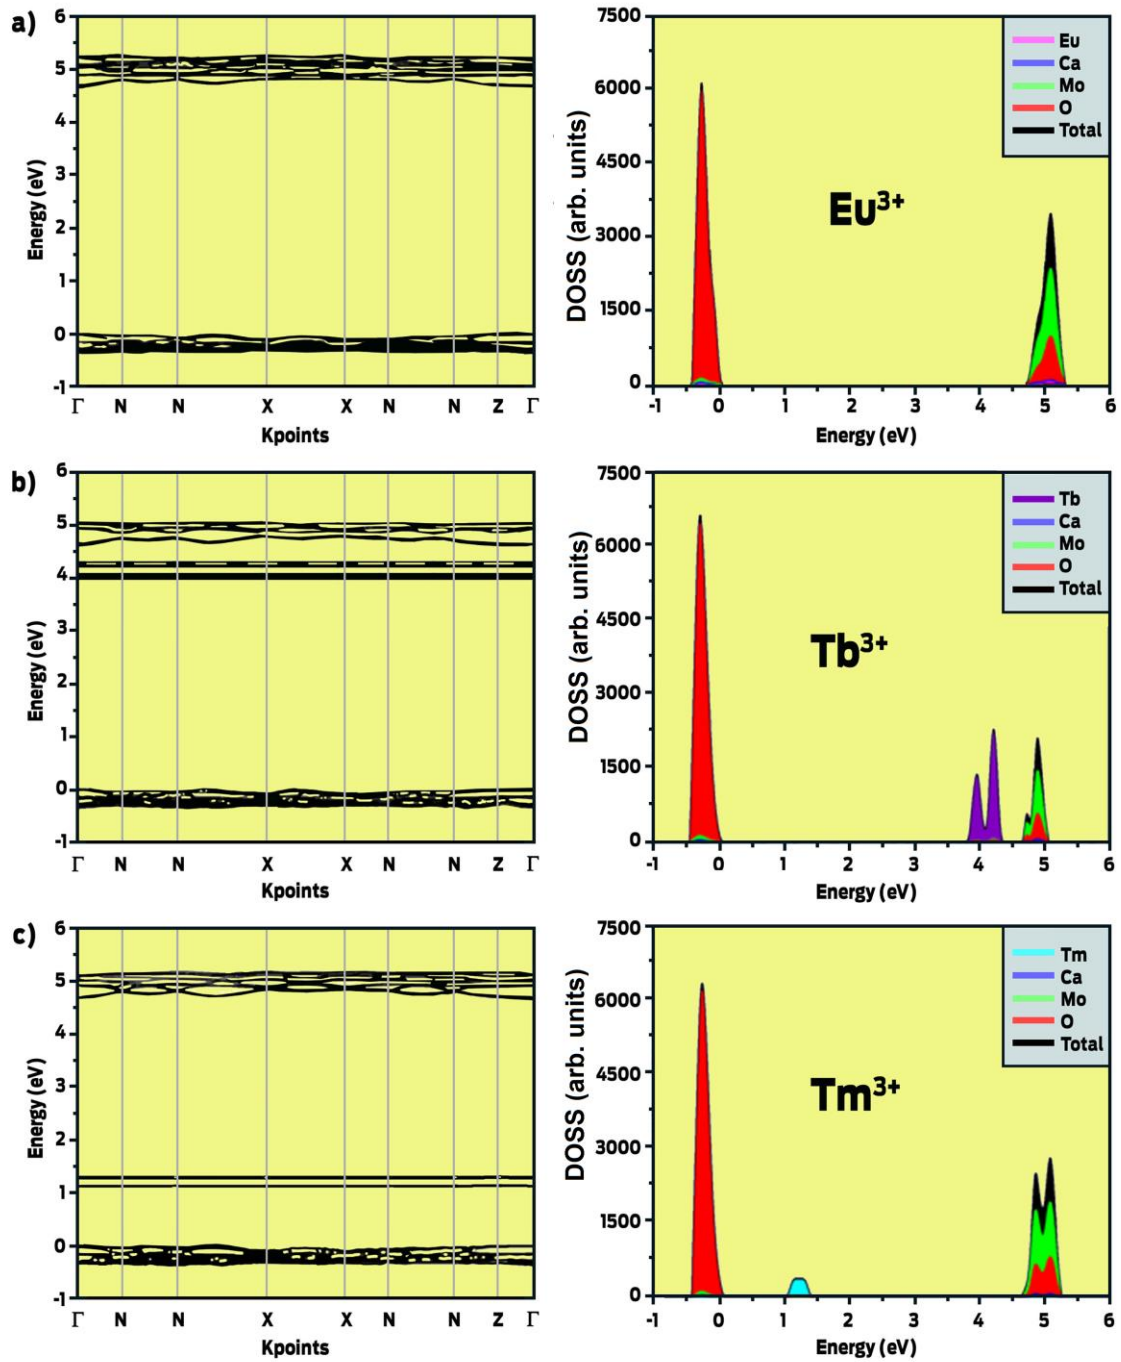 a)
6
5
4
3
2
1
0
-1
Energy (eV)
Γ N N X X N N Z Γ
Kpoints
7500
6000
4500
3000
1500
0
DOSS (arb. units)
Eu
Ca
Mo
O
Total
Eu3+
-1 0 1 2 3 4 5 6
Energy (eV)
b)
6
5
4
3
2
1
0
-1
Energy (eV)
Γ N N X X N N Z Γ
Kpoints
7500
6000
4500
3000
1500
0
DOSS (arb. units)
Tb
Ca
Mo
O
Total
Tb3+
-1 0 1 2 3 4 5 6
Energy (eV)
c)
6
5
4
3
2
1
0
-1
Energy (eV)
Γ N N X X N N Z Γ
Kpoints
7500
6000
4500
3000
1500
0
DOSS (arb. units)
Tm
Ca
Mo
O
Total
Tm3+
-1 0 1 2 3 4 5 6
Energy (eV)